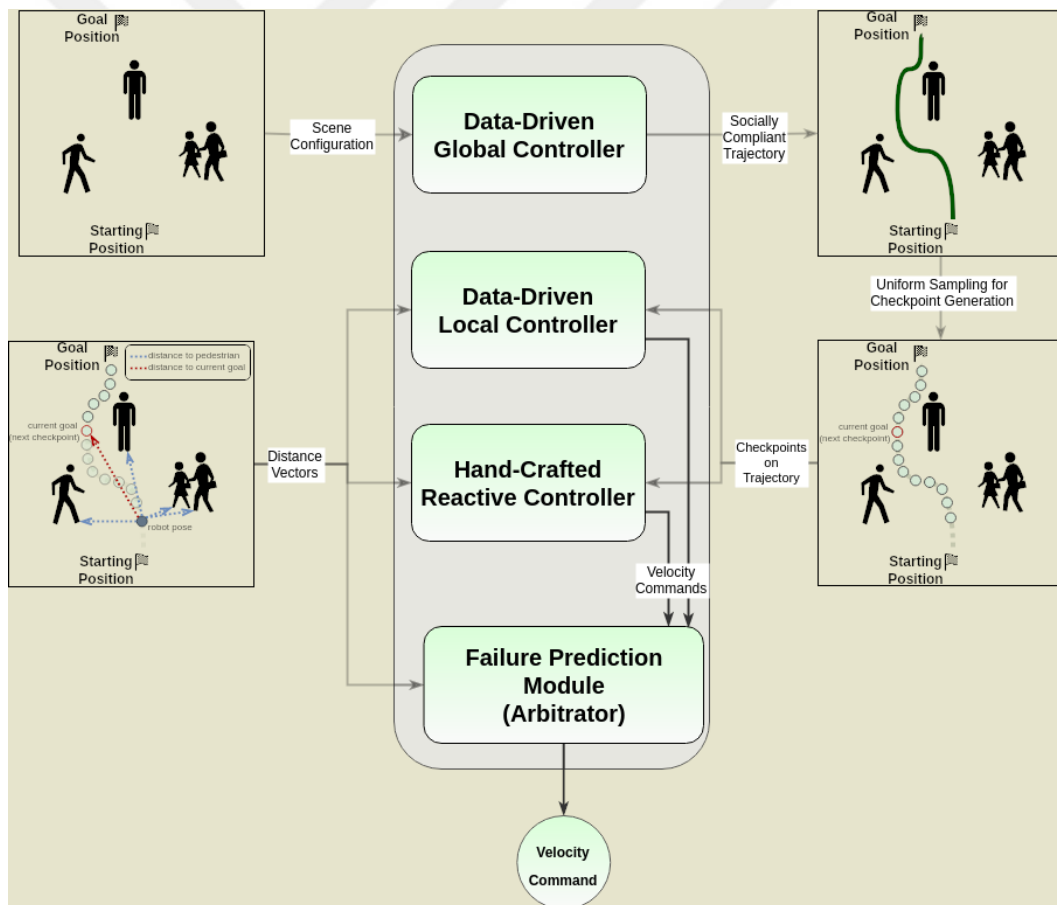 Goal
Position
Starting
Position
Scene
Configuration
Data-Driven
Global Controller
Socially
Compliant
Trajectory
Goal
Position
Starting
Position
Uniform Sampling for
Checkpoint Generation
Data-Driven
Local Controller
Goal
Position
distance to pedestrian
distance to current goal
current goal
(next checkpoint)
robot pose
Starting
Position
Distance
Vectors
Hand-Crafted
Reactive Controller
Checkpoints
on
Trajectory
Goal
Position
current goal
(next checkpoint)
Starting
Position
Velocity
Commands
Failure Prediction
Module
(Arbitrator)
Velocity
Command